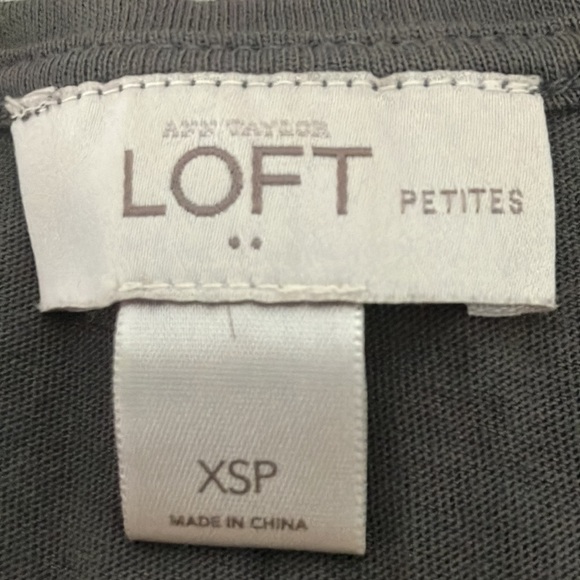 ANN TAYLOR
LOFT PETITES
XSP
MADE IN CHINA